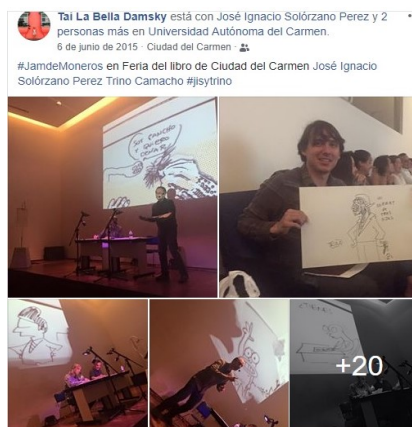 Tai La Bella Damsky está con José Ignacio Solórzano Perez y 2
personas más en Universidad Autónoma del Carmen.
6 de junio de 2015 · Ciudad del Carmen ·
#JamdeMoneros en Feria del libro de Ciudad del Carmen José Ignacio
Solórzano Perez Trino Camacho #jisytrino
SOY
Y QUIERO
+20